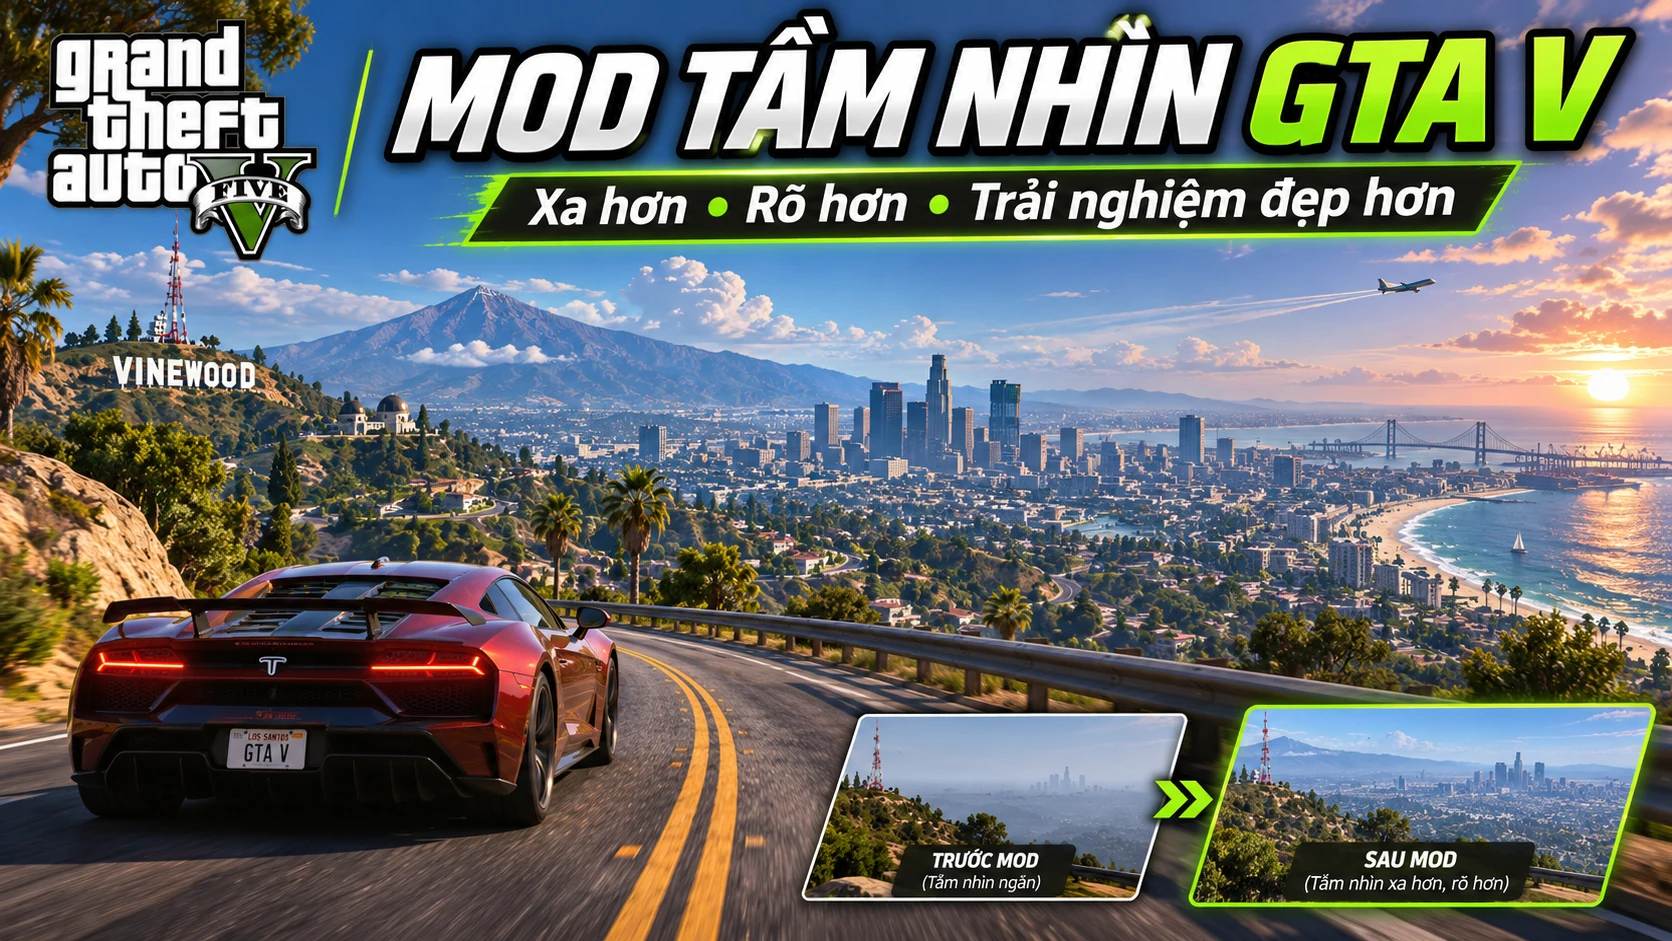 grand
theft
auto V
FIVE
MOD TẦM NHÌN GTA V
Xa hơn • Rõ hơn • Trải nghiệm đẹp hơn
VINEWOOD
LOS SANTOS
GTA V
TRƯỚC MOD
(Tầm nhìn ngắn)
SAU MOD
(Tầm nhìn xa hơn, rõ hơn)